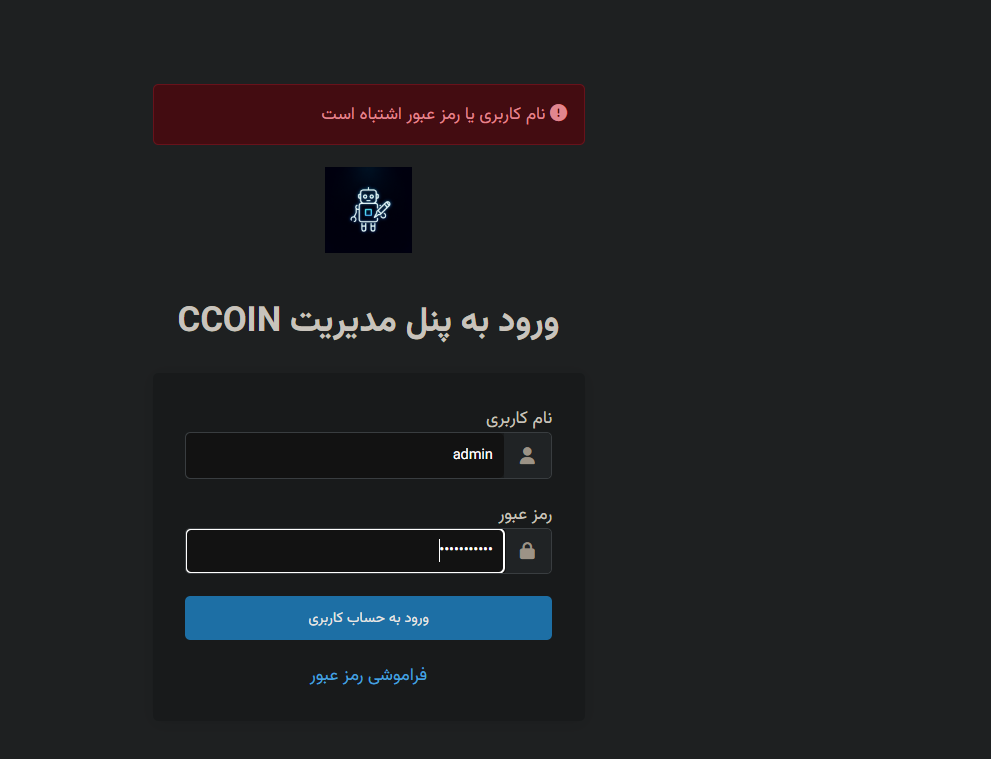 نام کاربری یا رمز عبور اشتباه است
ورود به پنل مدیریت CCOIN
نام کاربری
admin
رمز عبور
•••••••••••
ورود به حساب کاربری
فراموشی رمز عبور